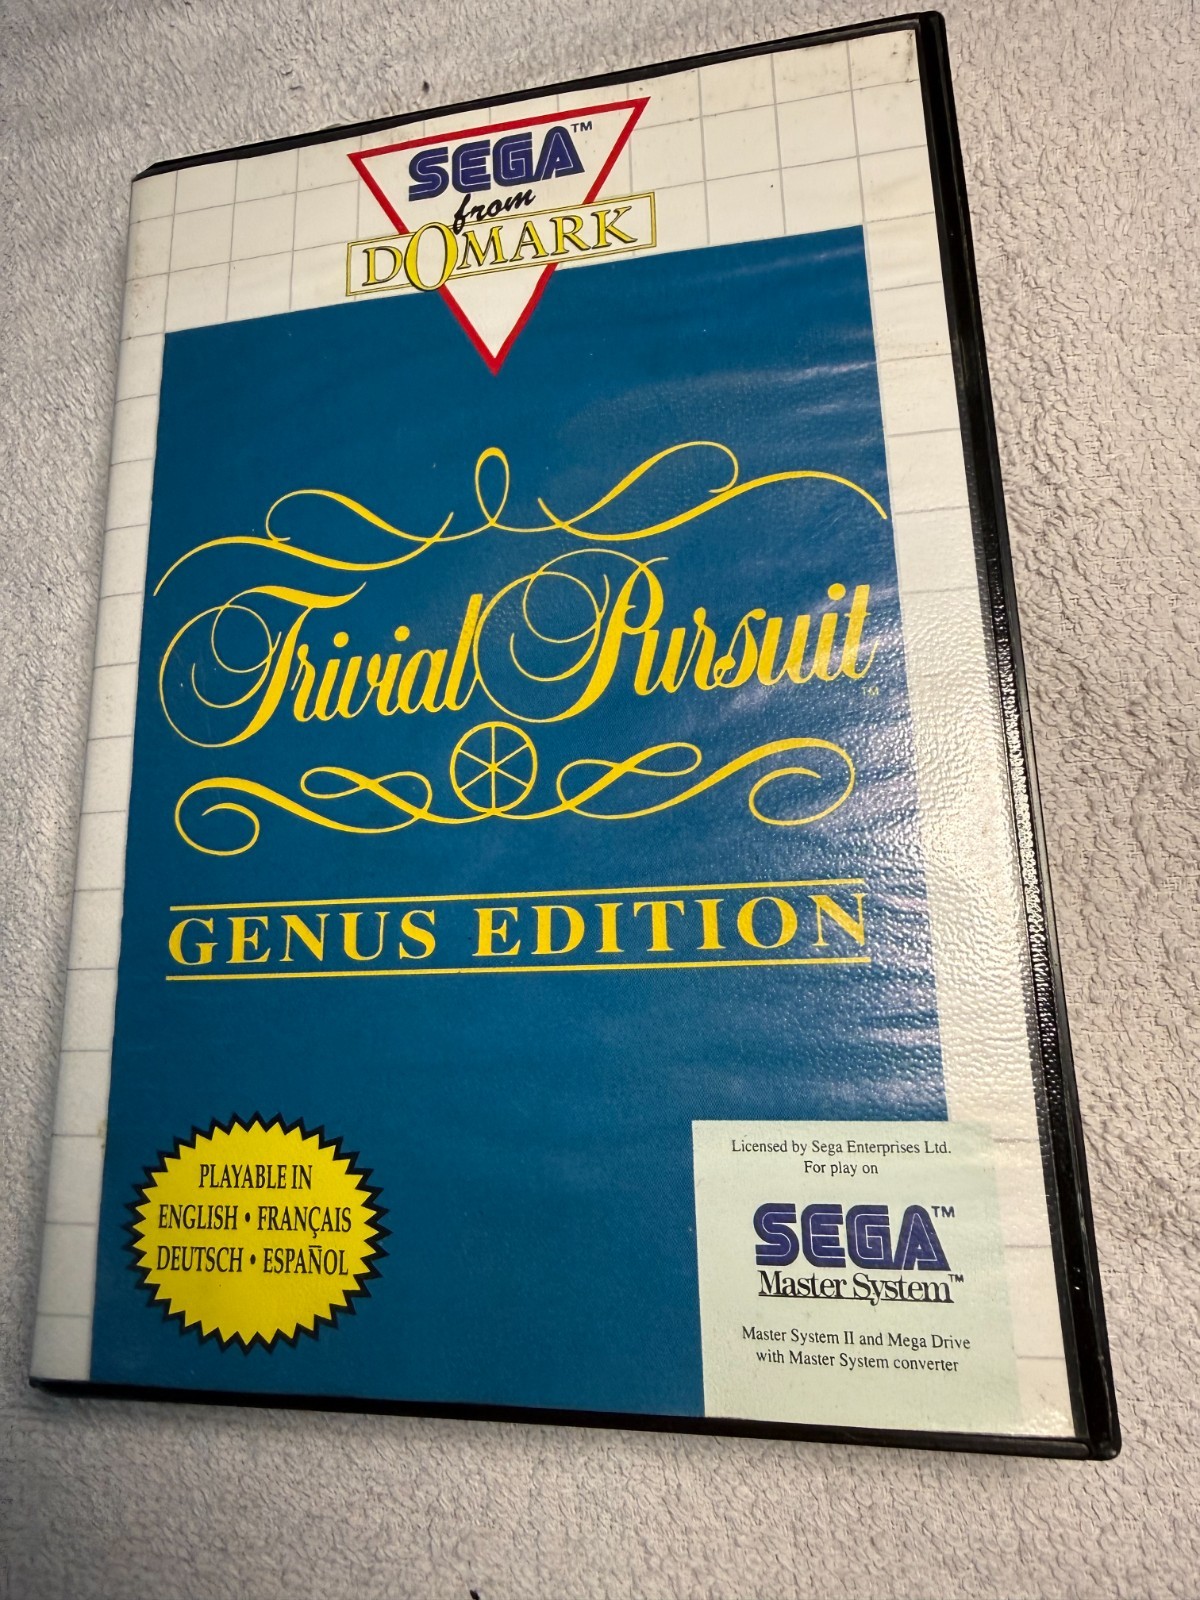 SEGA™
from
DOMARK
Trivial Pursuit™
GENUS EDITION
PLAYABLE IN
ENGLISH • FRANÇAIS
DEUTSCH • ESPAÑOL
Licensed by Sega Enterprises Ltd.
For play on
SEGA™
Master System™
Master System II and Mega Drive
with Master System converter